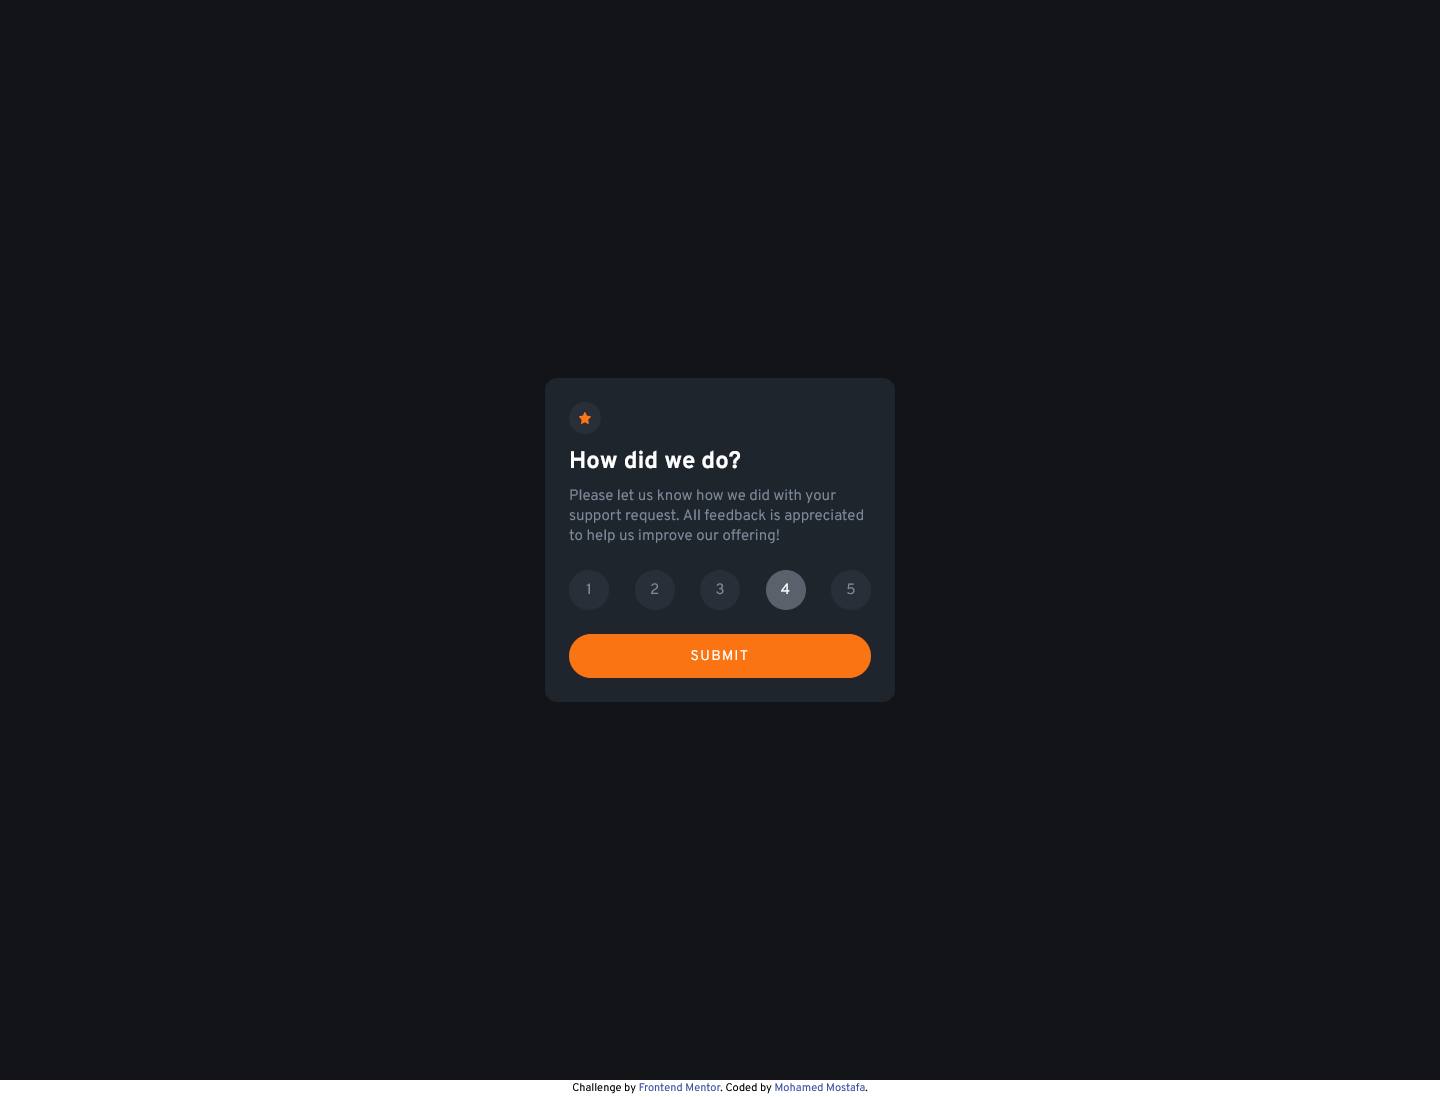 How did we do?
Please let us know how we did with your
support request. All feedback is appreciated
to help us improve our offering!
1 2 3 4 5
SUBMIT
Challenge by Frontend Mentor. Coded by Mohamed Mostafa.